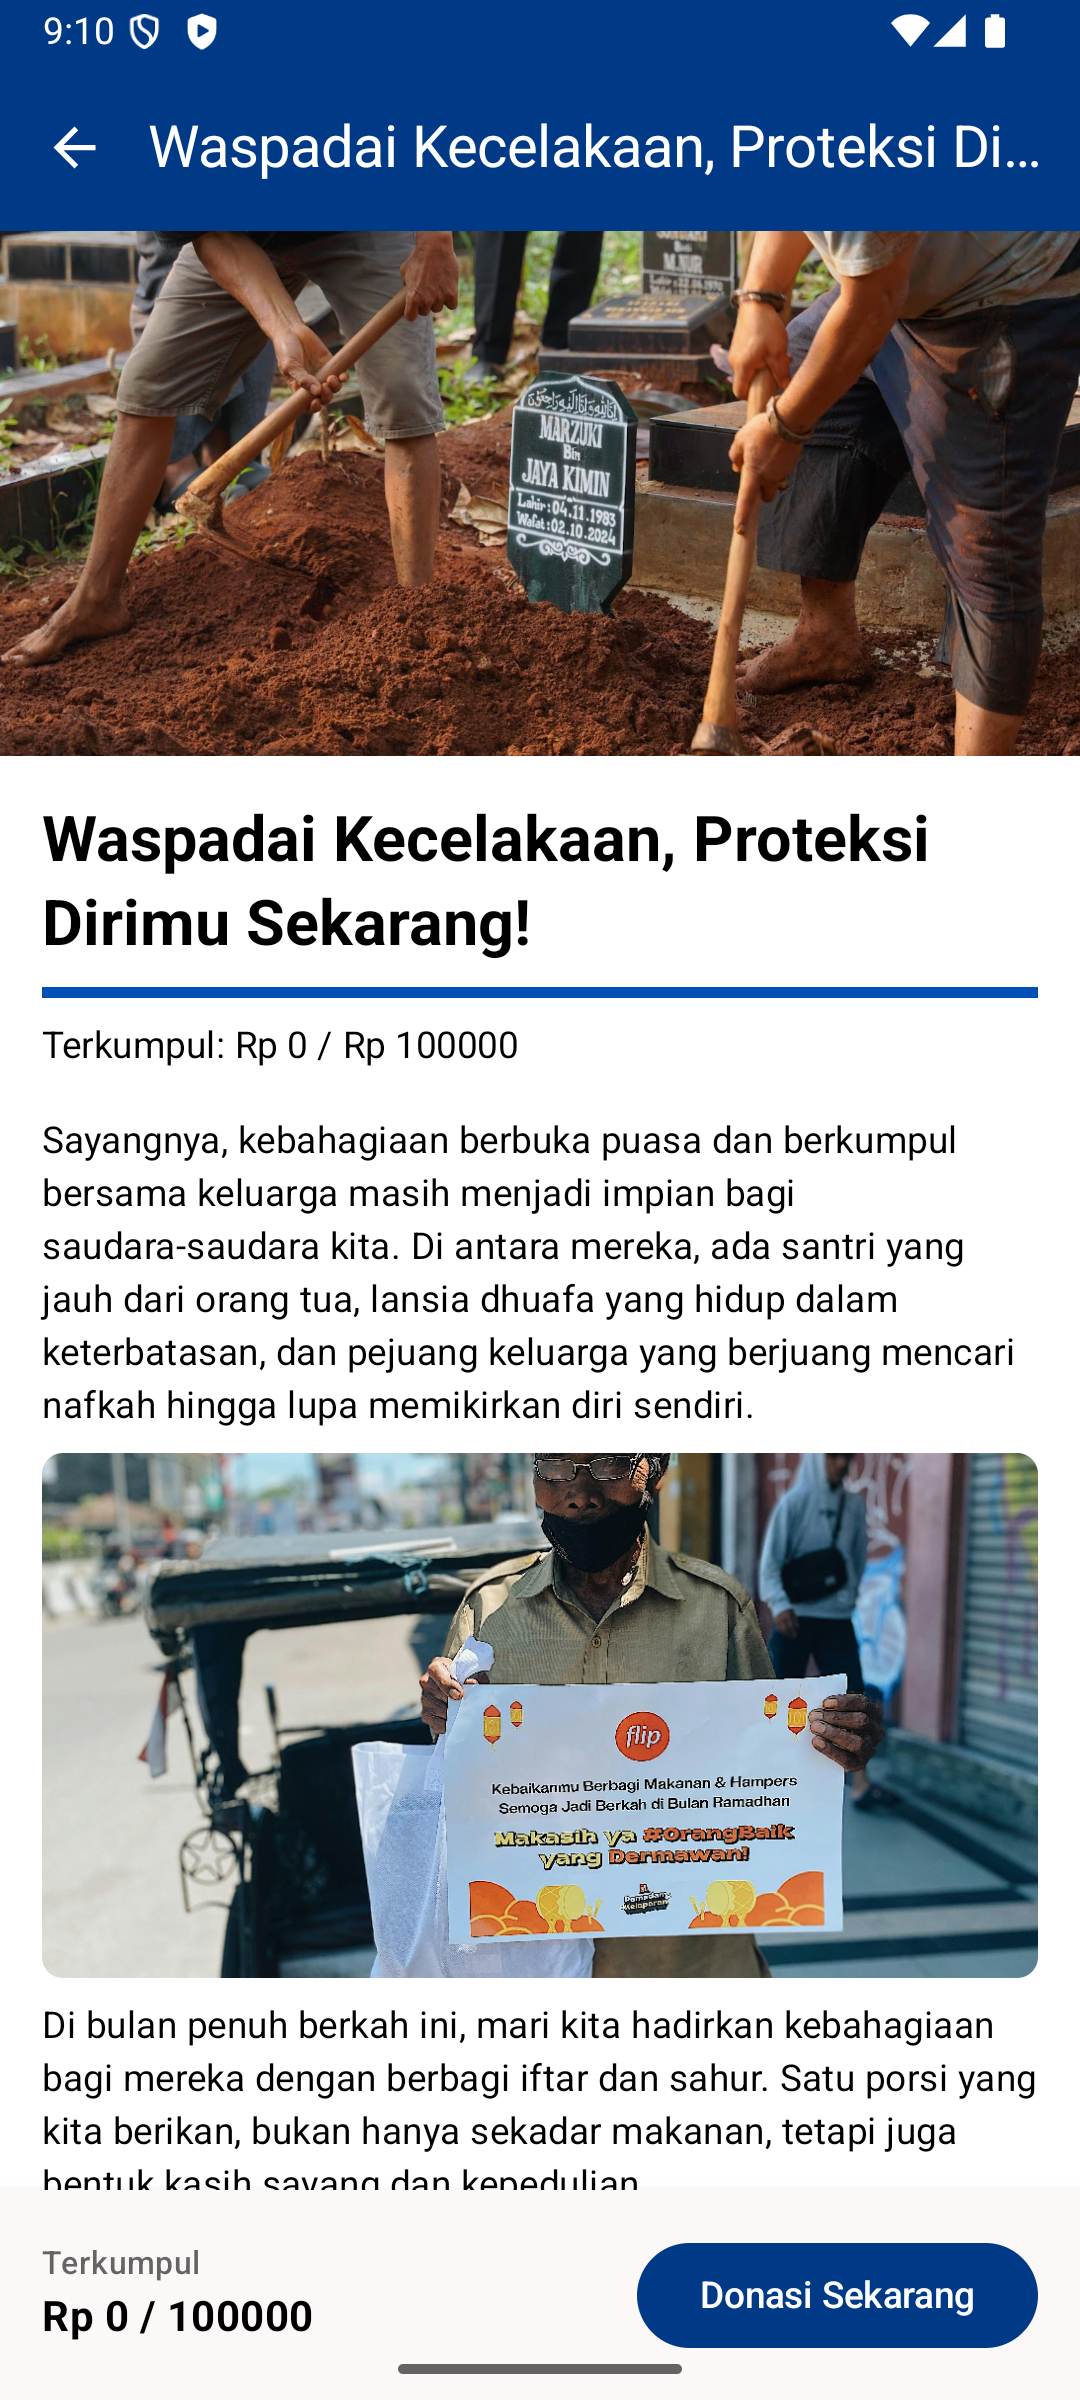 9:10
Waspadai Kecelakaan, Proteksi Di...
M.NUR
MARZUKI
Bin
JAYA KIMIN
Lahir : 04.11.1983
Wafat : 02.10.2024
Waspadai Kecelakaan, Proteksi
Dirimu Sekarang!
Terkumpul: Rp 0 / Rp 100000
Sayangnya, kebahagiaan berbuka puasa dan berkumpul
bersama keluarga masih menjadi impian bagi
saudara-saudara kita. Di antara mereka, ada santri yang
jauh dari orang tua, lansia dhuafa yang hidup dalam
keterbatasan, dan pejuang keluarga yang berjuang mencari
nafkah hingga lupa memikirkan diri sendiri.
flip
Kebaikanmu Berbagi Makanan & Hampers
Semoga Jadi Berkah di Bulan Ramadhan
Makasih ya #OrangBaik
yang Dermawan!
Di bulan penuh berkah ini, mari kita hadirkan kebahagiaan
bagi mereka dengan berbagi iftar dan sahur. Satu porsi yang
kita berikan, bukan hanya sekadar makanan, tetapi juga
bentuk kasih sayang dan kepedulian
Terkumpul
Rp 0 / 100000
Donasi Sekarang